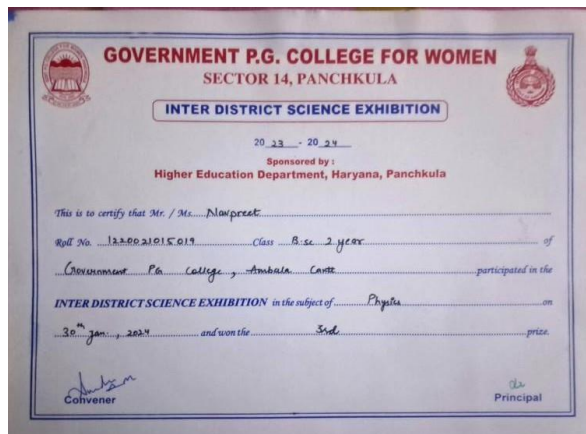 GOVERNMENT P.G. COLLEGE FOR WOMEN
SECTOR 14, PANCHKULA
INTER DISTRICT SCIENCE EXHIBITION
20 23 - 20 24
Sponsored by :
Higher Education Department, Haryana, Panchkula
This is to certify that Mr. / Ms. Navpreet
Roll No. 1220021015019 Class B.sc 2 year of
Government PG College, Ambala Cantt participated in the
INTER DISTRICT SCIENCE EXHIBITION in the subject of Physics on
30th Jan., 2024 and won the 3rd prize.
Convener
Principal